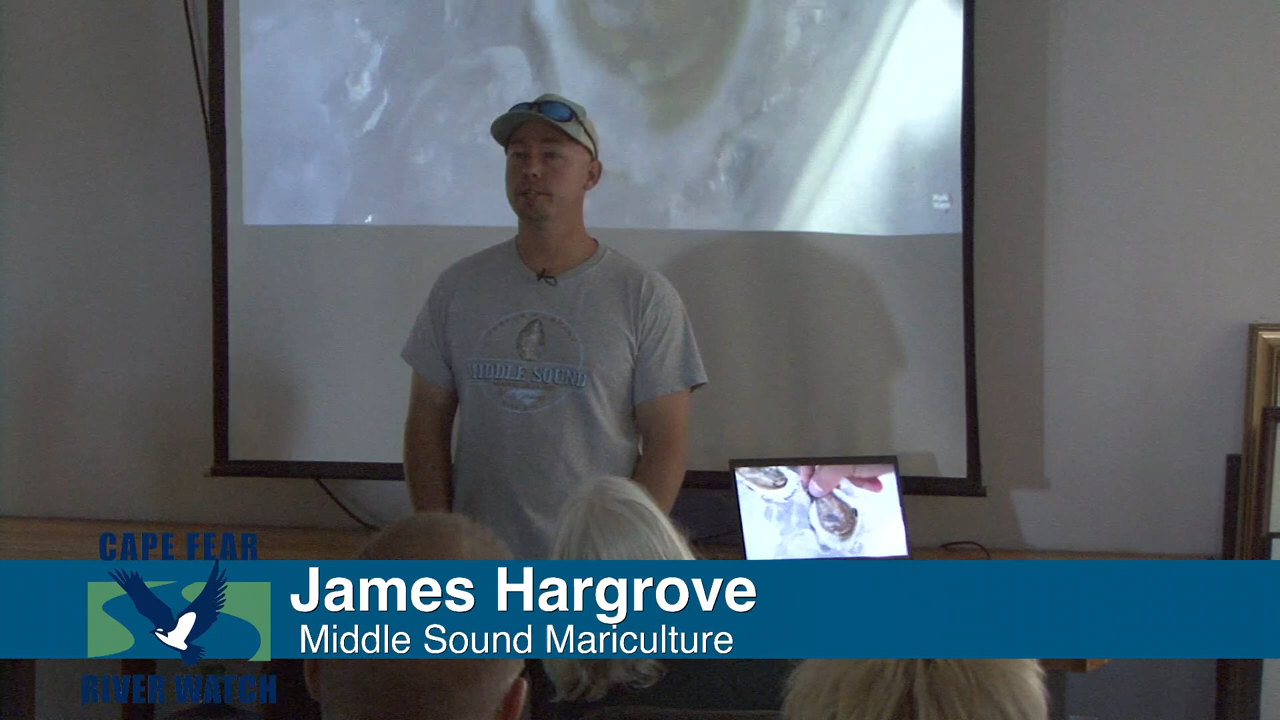 MIDDLE SOUND
CAPE FEAR
RIVER WATCH
James Hargrove
Middle Sound Mariculture